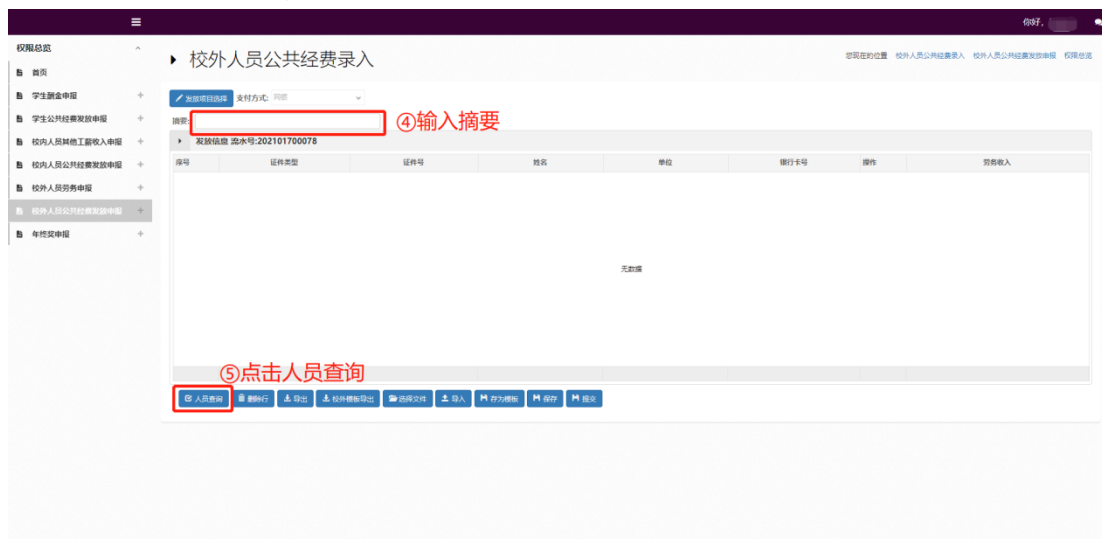 你好,
权限总览
首页
学生酬金申报
学生公共经费发放申报
校内人员其他工薪收入申报
校内人员公共经费发放申报
校外人员劳务申报
校外人员公共经费发放申报
年终奖申报
校外人员公共经费录入
您现在的位置 校外人员公共经费录入 校外人员公共经费发放申报 权限总览
发放项目选择 支付方式: 网银
摘要:
④输入摘要
发放信息 流水号:202101700078
序号 证件类型 证件号 姓名 单位 银行卡号 操作 劳务收入
无数据
⑤点击人员查询
人员查询 删除行 导出 校外模板导出 选择文件 导入 存为模板 保存 提交